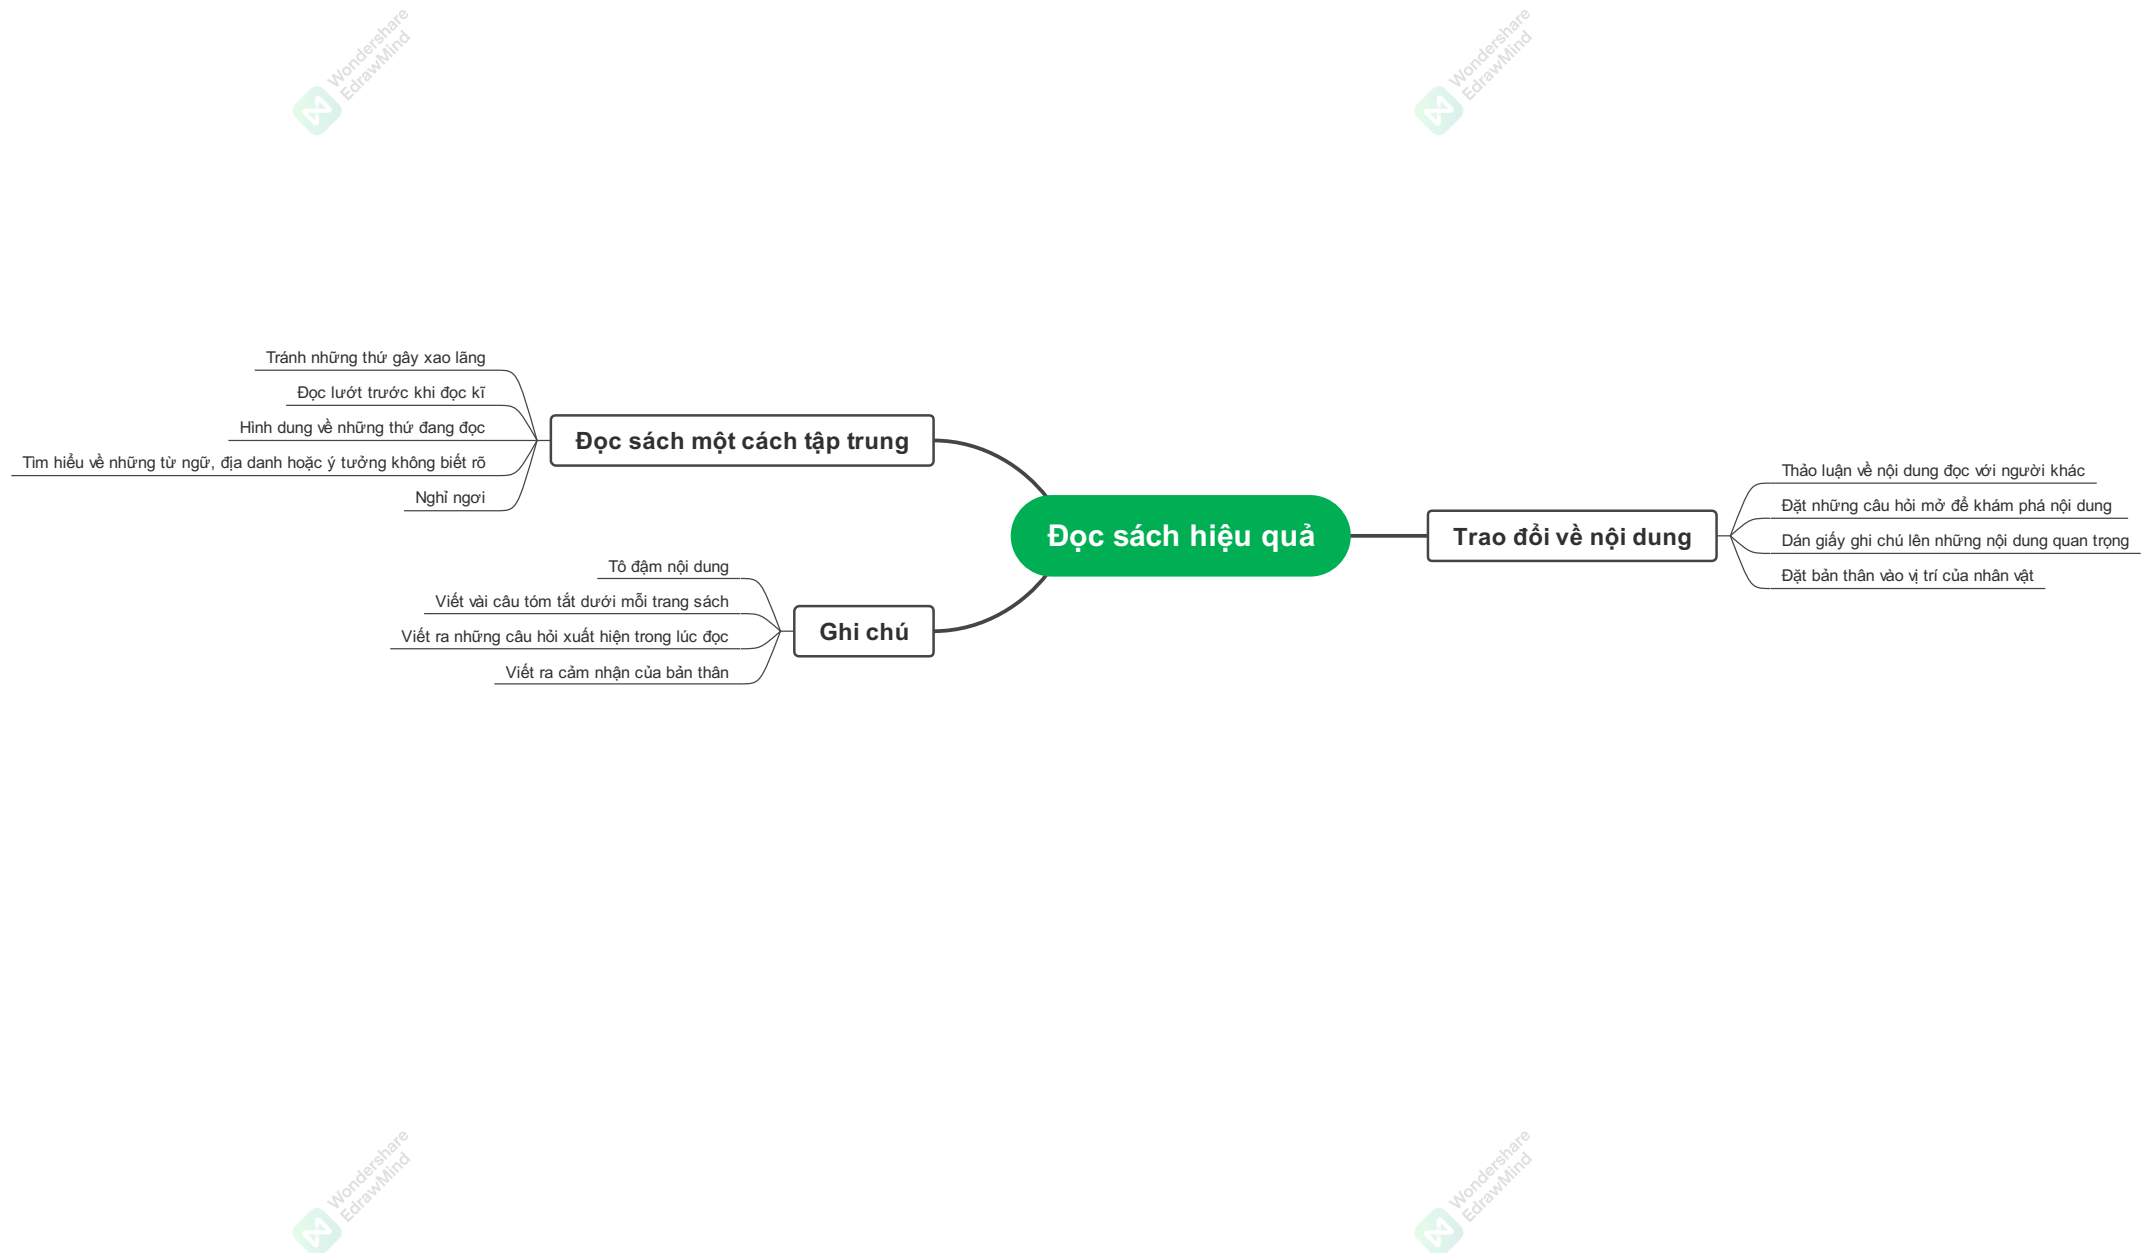 Wondershare
EdrawMind
Wondershare
EdrawMind
Đọc sách hiệu quả
Đọc sách một cách tập trung
Tránh những thứ gây xao lãng
Đọc lướt trước khi đọc kĩ
Hình dung về những thứ đang đọc
Tìm hiểu về những từ ngữ, địa danh hoặc ý tưởng không biết rõ
Nghỉ ngơi
Ghi chú
Tô đậm nội dung
Viết vài câu tóm tắt dưới mỗi trang sách
Viết ra những câu hỏi xuất hiện trong lúc đọc
Viết ra cảm nhận của bản thân
Trao đổi về nội dung
Thảo luận về nội dung đọc với người khác
Đặt những câu hỏi mở để khám phá nội dung
Dán giấy ghi chú lên những nội dung quan trọng
Đặt bản thân vào vị trí của nhân vật
Wondershare
EdrawMind
Wondershare
EdrawMind